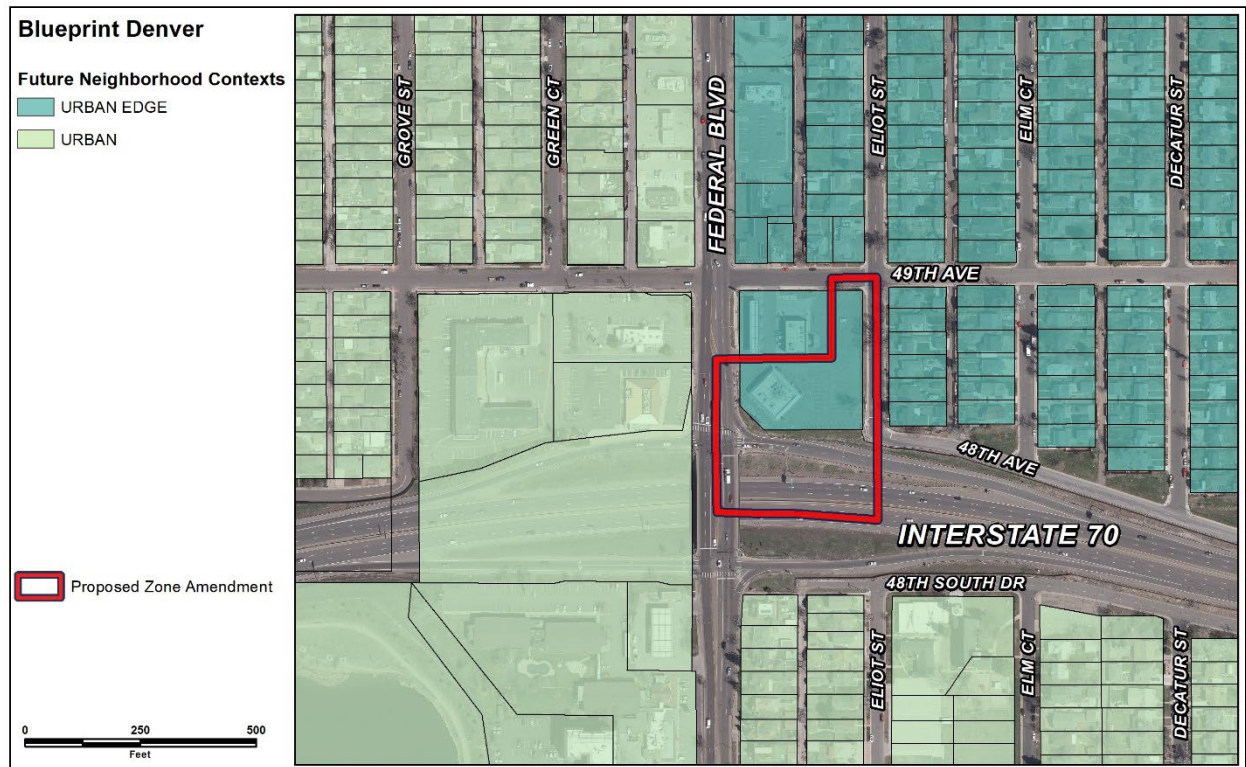 Blueprint Denver
Future Neighborhood Contexts
URBAN EDGE
URBAN
Proposed Zone Amendment
0 250 500
Feet
GROVE ST
GREEN CT
FEDERAL BLVD
ELIOT ST
ELM CT
DECATUR ST
49TH AVE
48TH AVE
INTERSTATE 70
48TH SOUTH DR
ELIOT ST
ELM CT
DECATUR ST